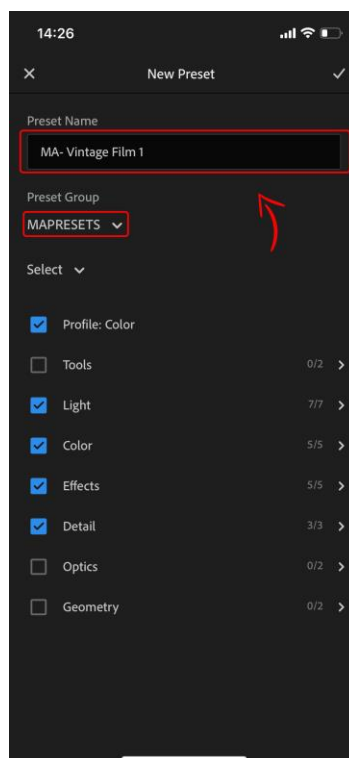 14:26
New Preset
Preset Name
MA- Vintage Film 1
Preset Group
MAPRESETS
Select
Profile: Color
Tools 0/2
Light 7/7
Color 5/5
Effects 5/5
Detail 3/3
Optics 0/2
Geometry 0/2